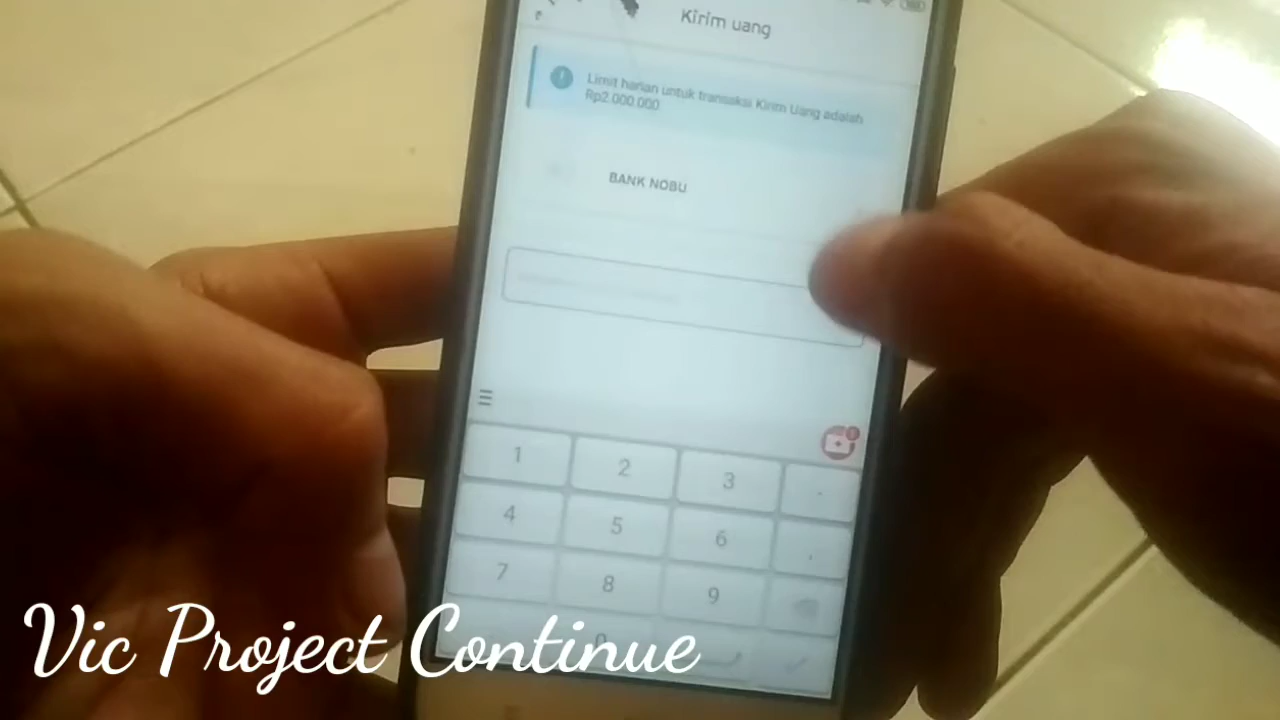 Kirim uang
Limit harian untuk transaksi Kirim Uang adalah
Rp2.000.000
BANK NOBU
1 2 3 .
4 5 6 ,
7 8 9
0
Vic Project Continue